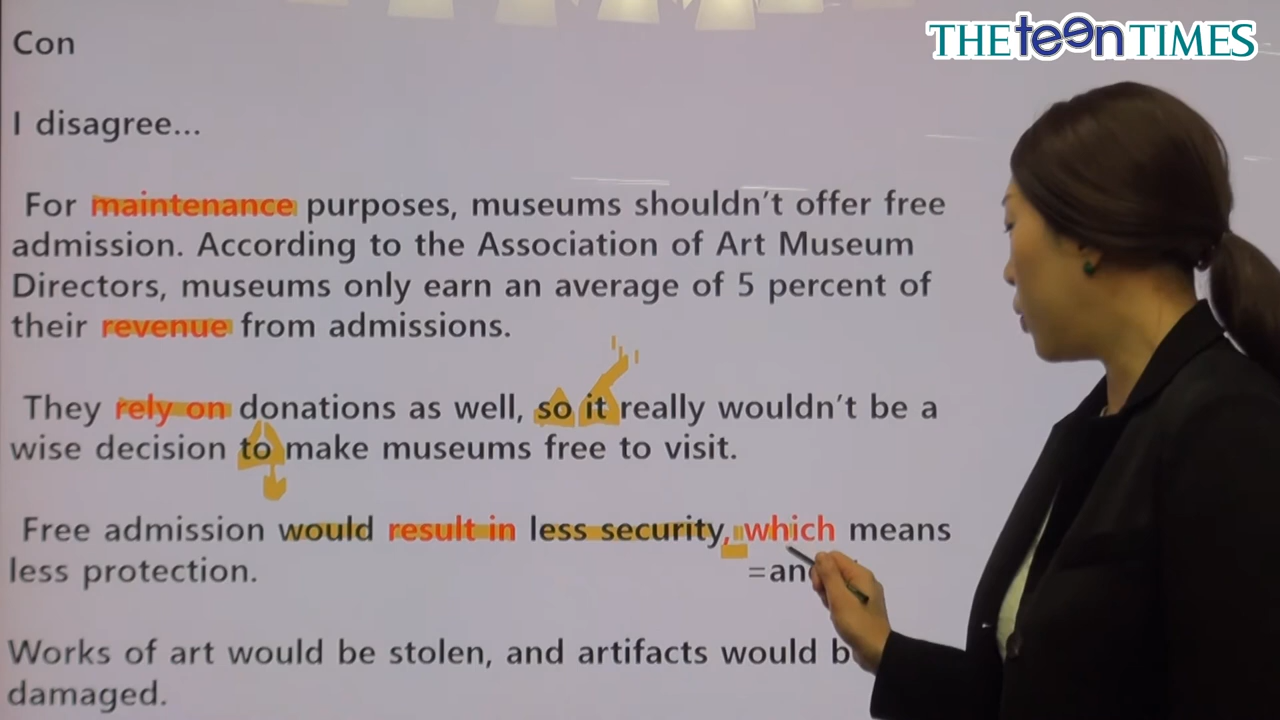 THE teen TIMES
Con
I disagree...
For maintenance purposes, museums shouldn't offer free
admission. According to the Association of Art Museum
Directors, museums only earn an average of 5 percent of
their revenue from admissions.
They rely on donations as well, so it really wouldn't be a
wise decision to make museums free to visit.
Free admission would result in less security, which means
less protection.
Works of art would be stolen, and artifacts would
damaged.